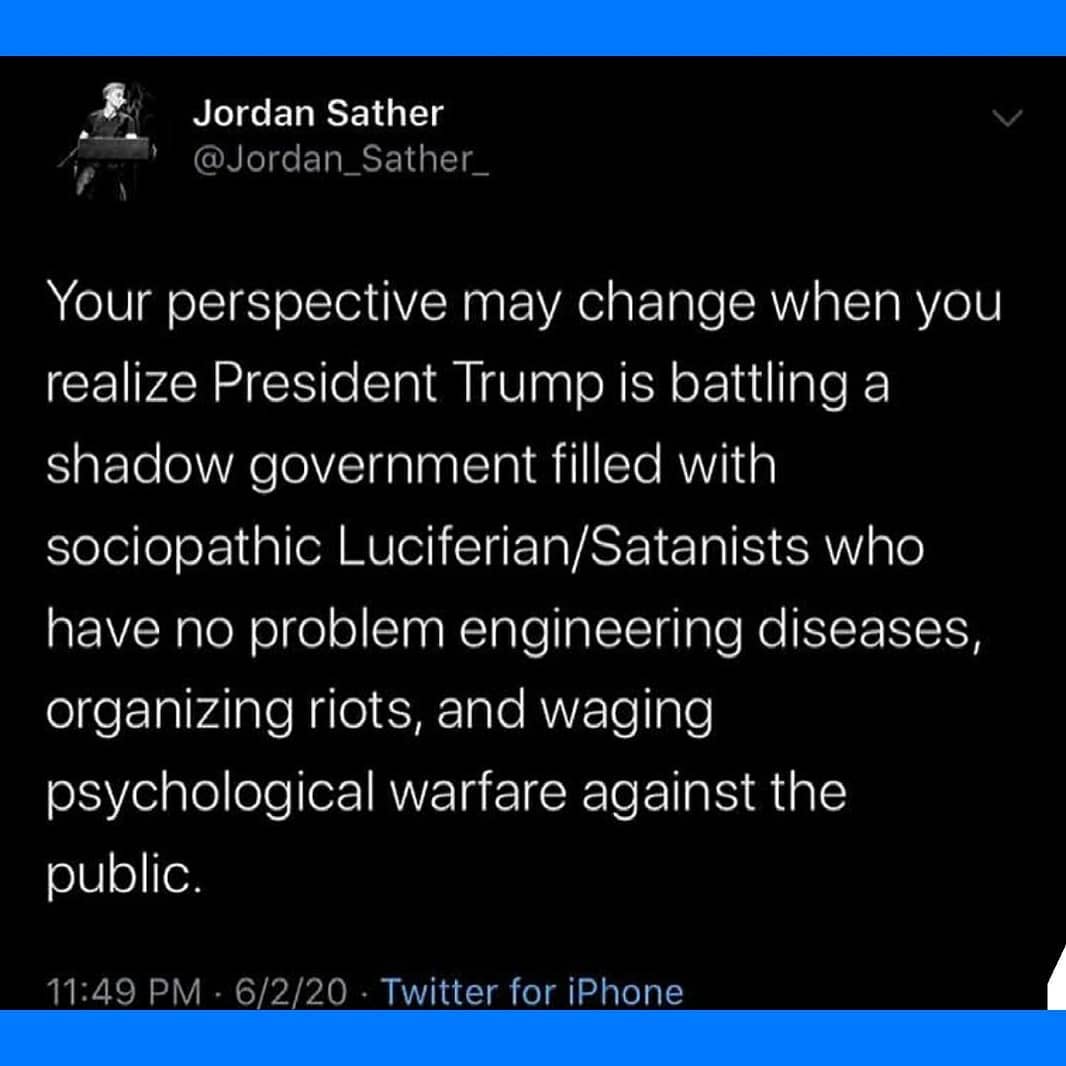 Jordan Sather
@Jordan_Sather_
Your perspective may change when you
realize President Trump is battling a
shadow government filled with
sociopathic Luciferian/Satanists who
have no problem engineering diseases,
organizing riots, and waging
psychological warfare against the
public.
11:49 PM · 6/2/20 · Twitter for iPhone